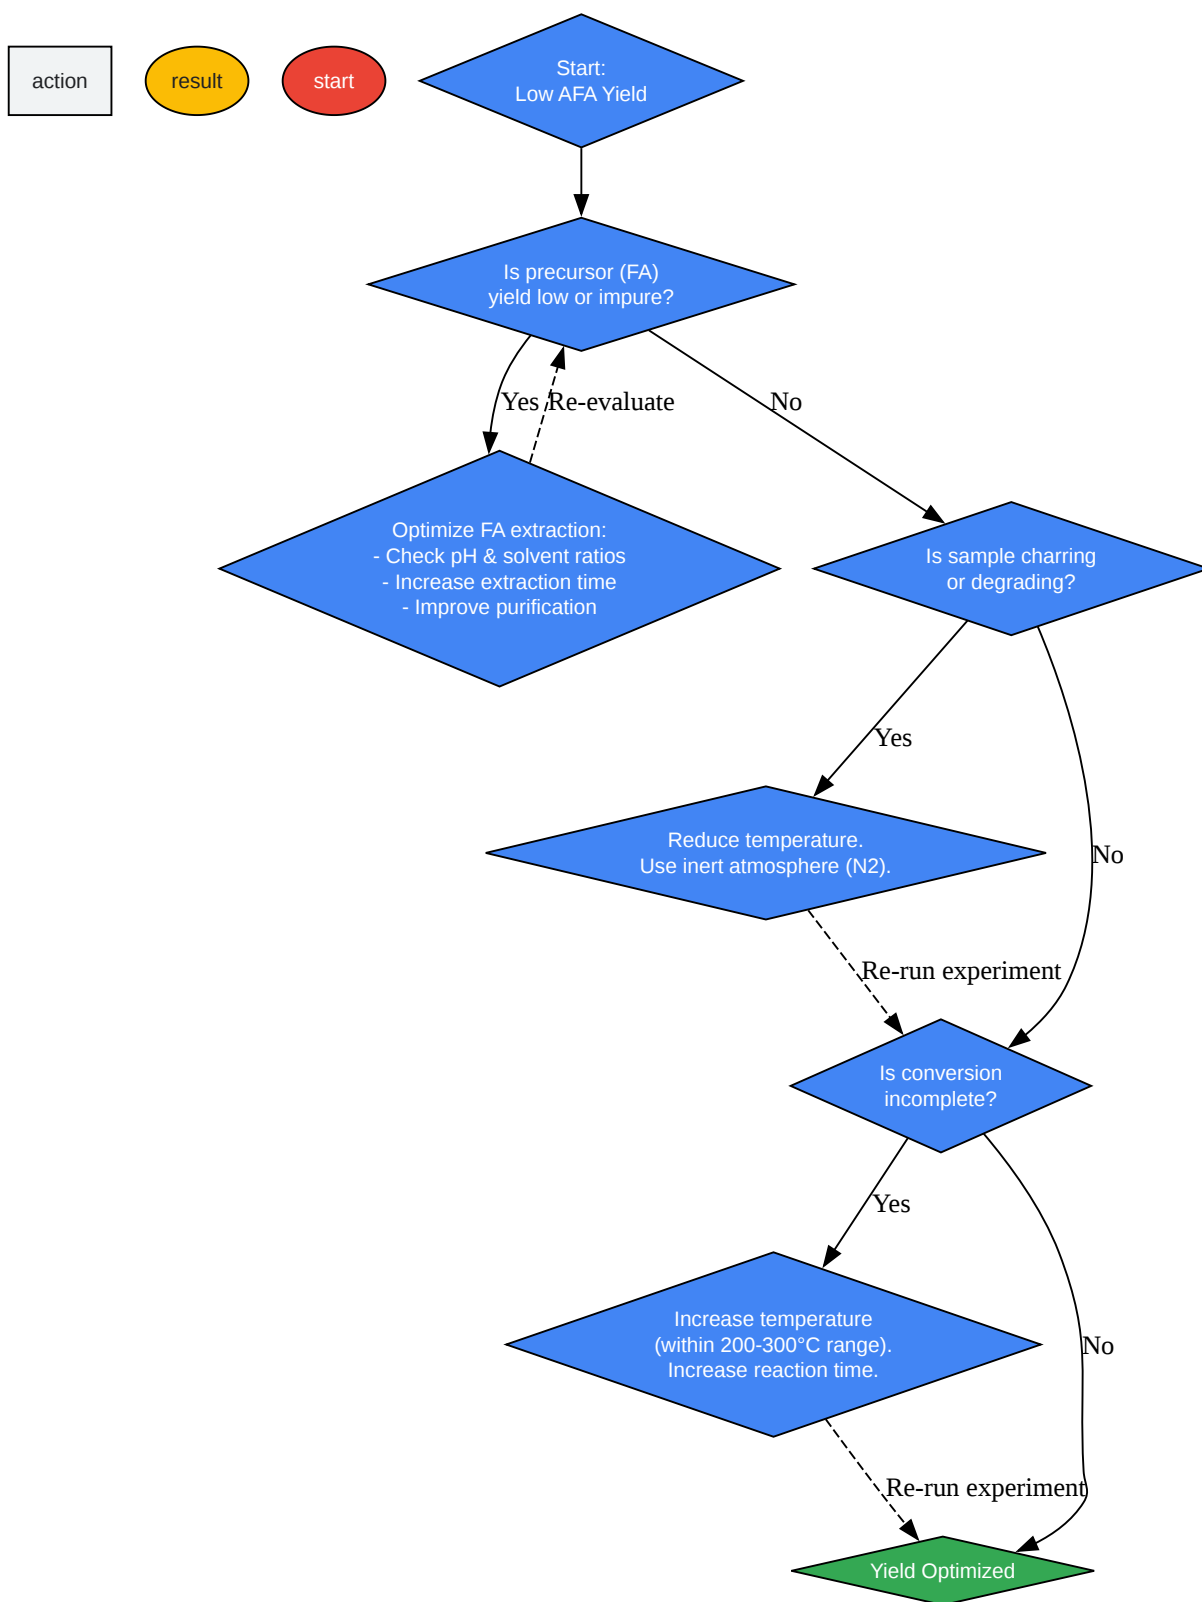 action
result
start
Start:
Low AFA Yield
Is precursor (FA)
yield low or impure?
Yes
Re-evaluate
No
Optimize FA extraction:
- Check pH & solvent ratios
- Increase extraction time
- Improve purification
Is sample charring
or degrading?
Yes
Reduce temperature.
Use inert atmosphere (N2).
No
Re-run experiment
Is conversion
incomplete?
Yes
Increase temperature
(within 200-300°C range).
Increase reaction time.
No
Re-run experiment
Yield Optimized